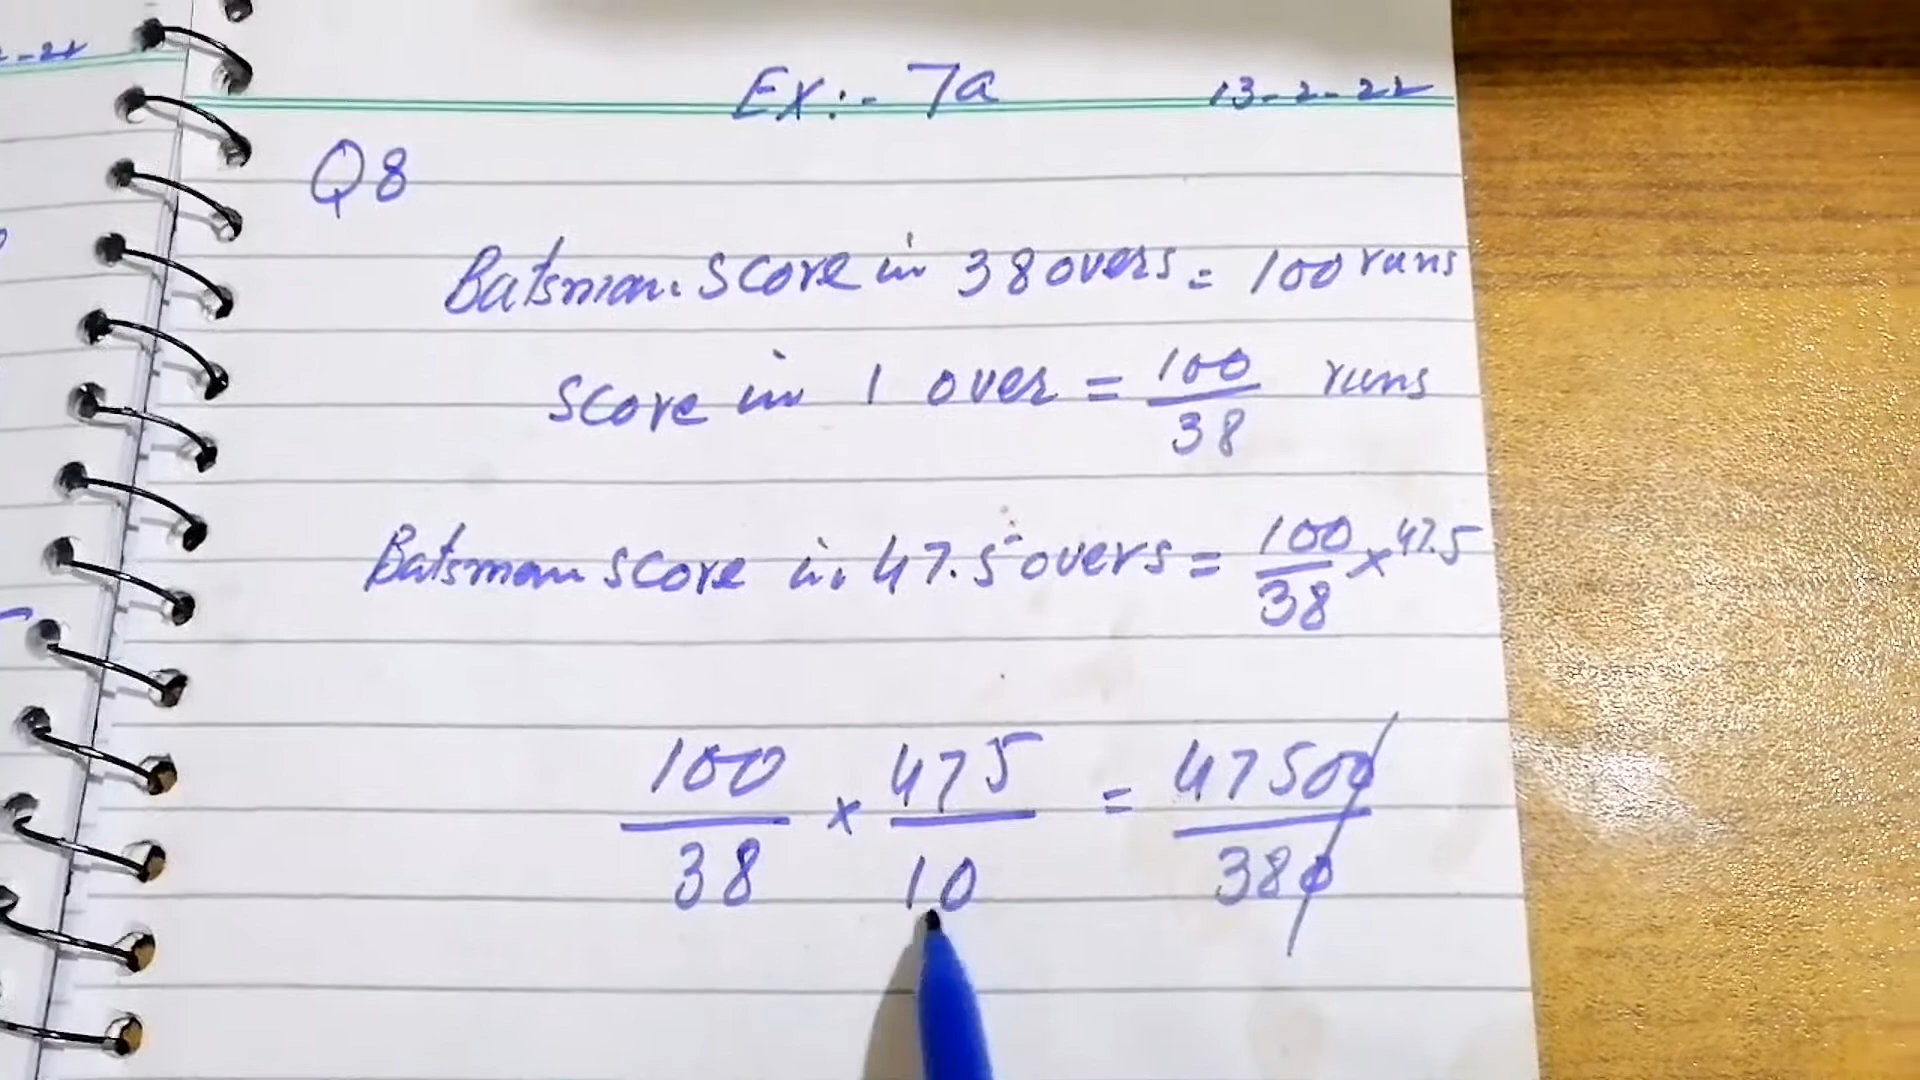 Ex:- 7a 13-2-22
Q8
Batsman score in 38 overs = 100 runs
score in 1 over = 100/38 runs
Batsman score in 47.5 overs = 100/38 × 47.5
100/38 × 475/10 = 47500/380